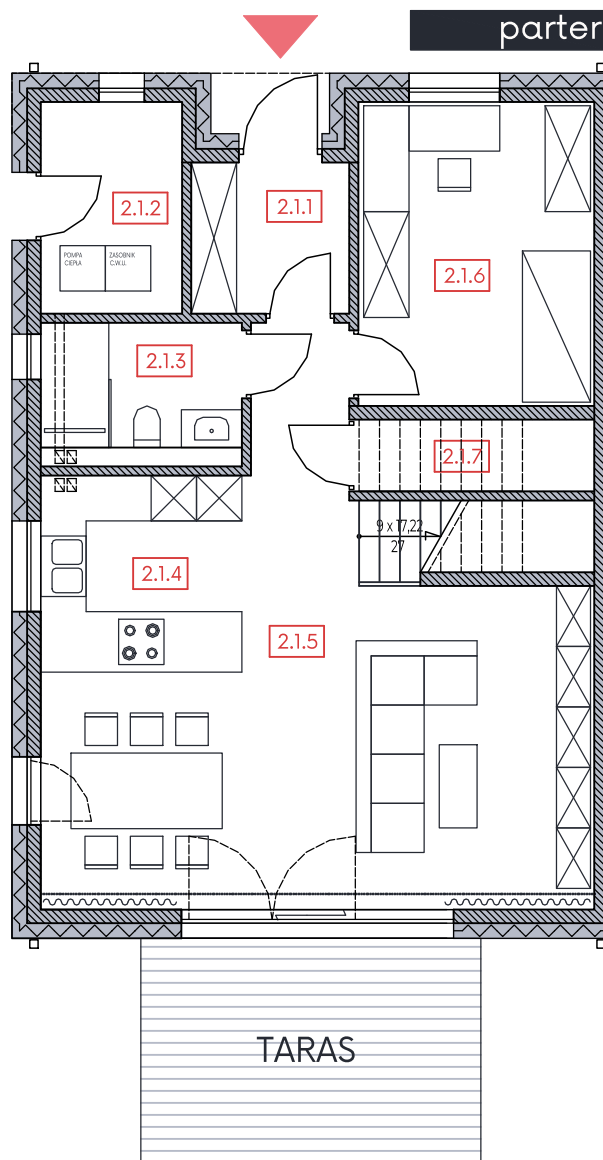 parter
2.1.1
2.1.2
POMPA
CIEPŁA
ZASOBNIK
C.W.U.
2.1.6
2.1.3
2.1.7
9 x 17,22
27
2.1.4
2.1.5
TARAS